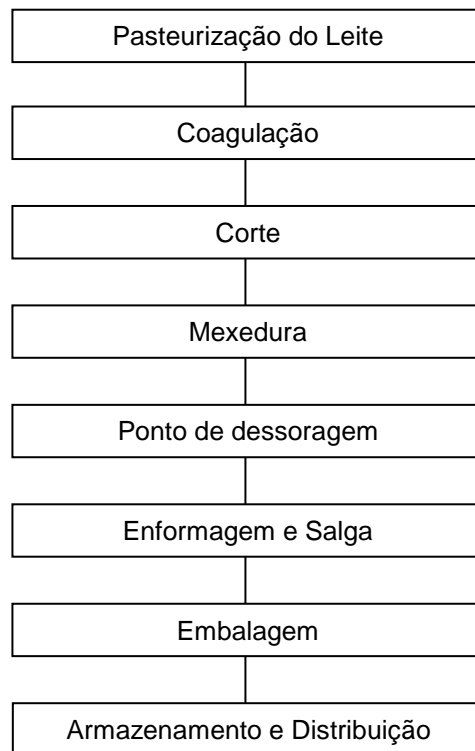 Pasteurização do Leite
Coagulação
Corte
Mexedura
Ponto de dessoragem
Enformagem e Salga
Embalagem
Armazenamento e Distribuição